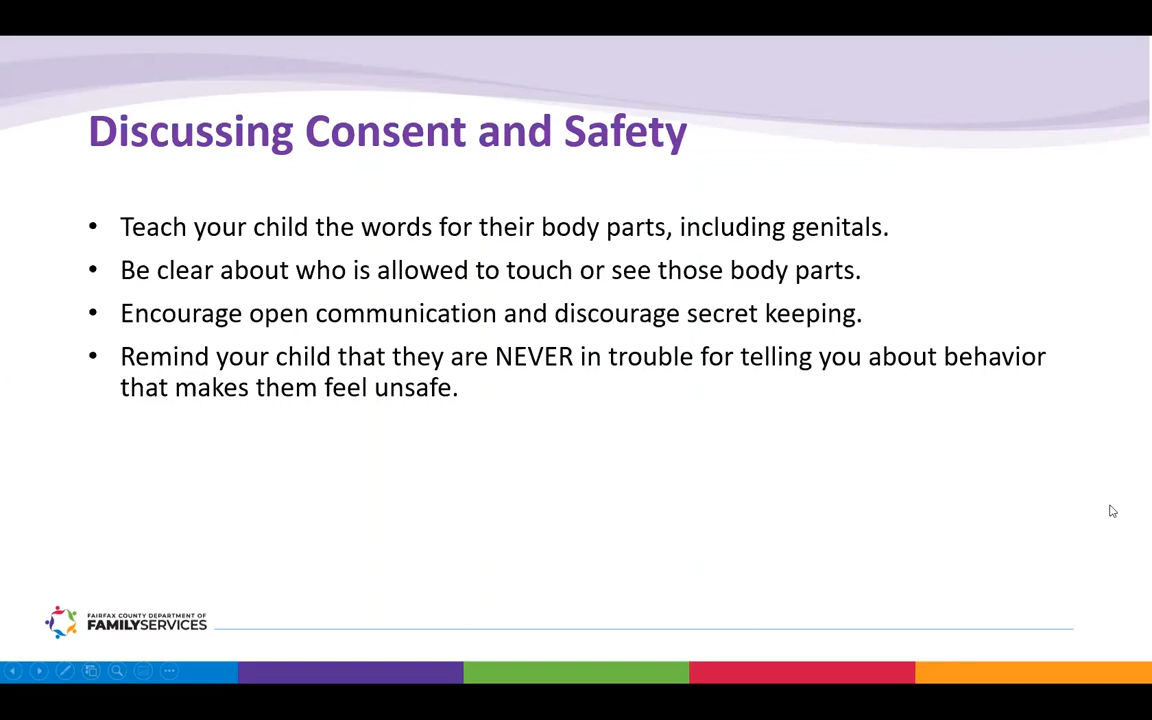 Discussing Consent and Safety
• Teach your child the words for their body parts, including genitals.
• Be clear about who is allowed to touch or see those body parts.
• Encourage open communication and discourage secret keeping.
• Remind your child that they are NEVER in trouble for telling you about behavior
that makes them feel unsafe.
FAIRFAX COUNTY DEPARTMENT OF
FAMILYSERVICES